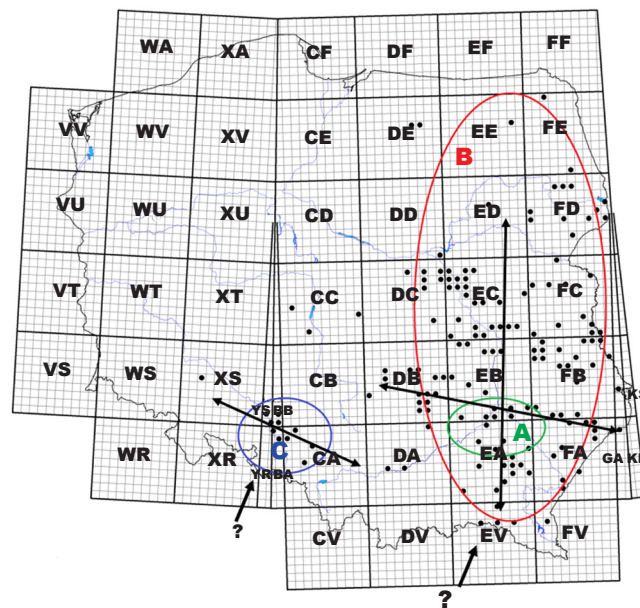 WA XA CF DF EF FF
VV WV XV CE DE EE FE
B
VU WU XU CD DD ED FD
VT WT XT CC DC EC FC
VS WS XS CB DB EB FB
YS BB
A
C
WR XR CA DA EA FA
YR BA
GA
CV DV EV FV
?
?